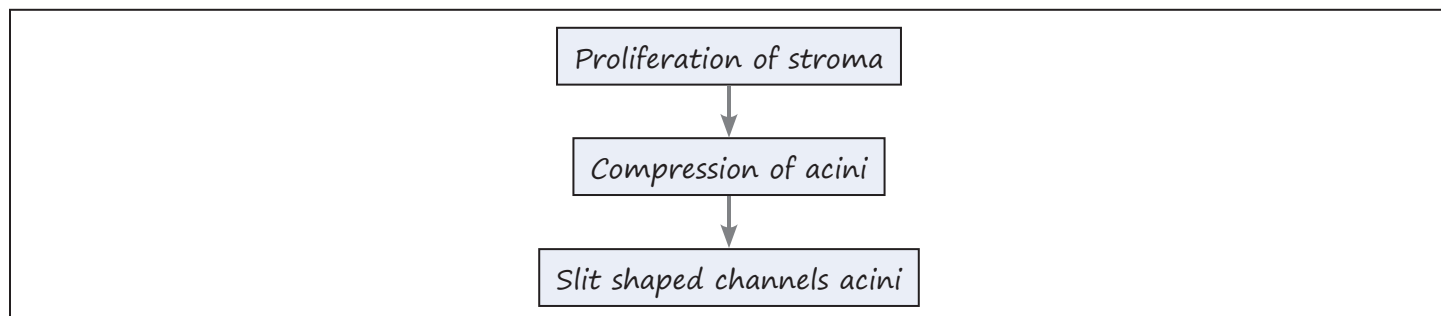 Proliferation of stroma
Compression of acini
Slit shaped channels acini